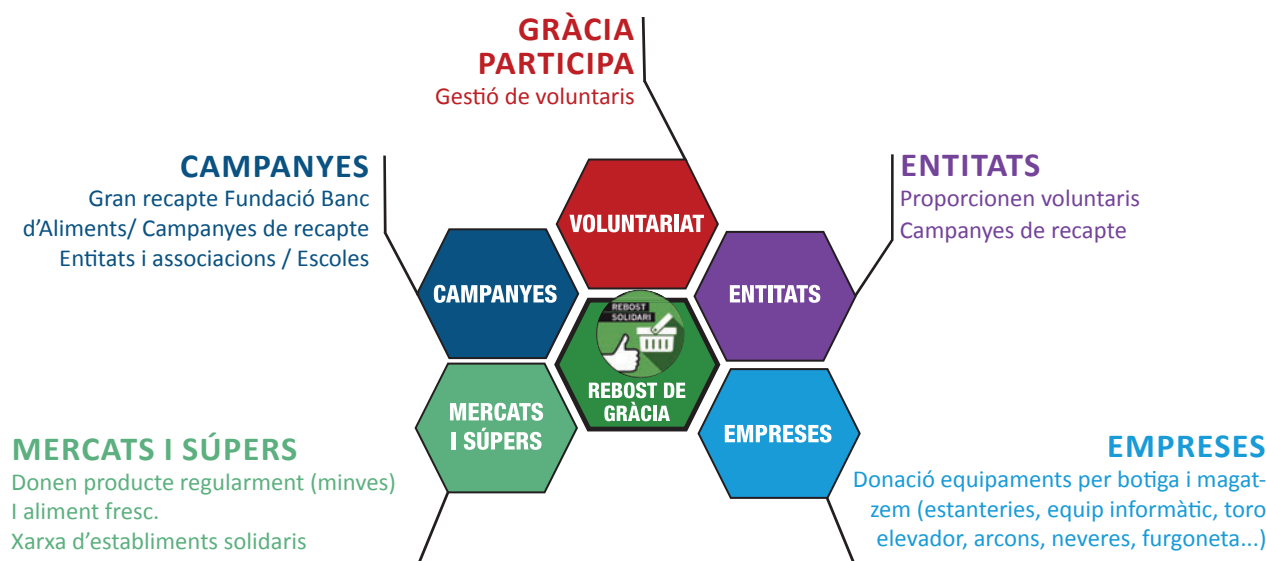 GRÀCIA
PARTICIPA
Gestió de voluntaris
CAMPANYES
Gran recapte Fundació Banc
d'Aliments/ Campanyes de recapte
Entitats i associacions / Escoles
ENTITATS
Proporcionen voluntaris
Campanyes de recapte
VOLUNTARIAT
CAMPANYES
ENTITATS
REBOST
SOLIDARI
REBOST DE
GRÀCIA
MERCATS
I SÚPERS
EMPRESES
MERCATS I SÚPERS
Donen producte regularment (minves)
I aliment fresc.
Xarxa d'establiments solidaris
EMPRESES
Donació equipaments per botiga i magat-
zem (estanteries, equip informàtic, toro
elevador, arcons, neveres, furgoneta...)